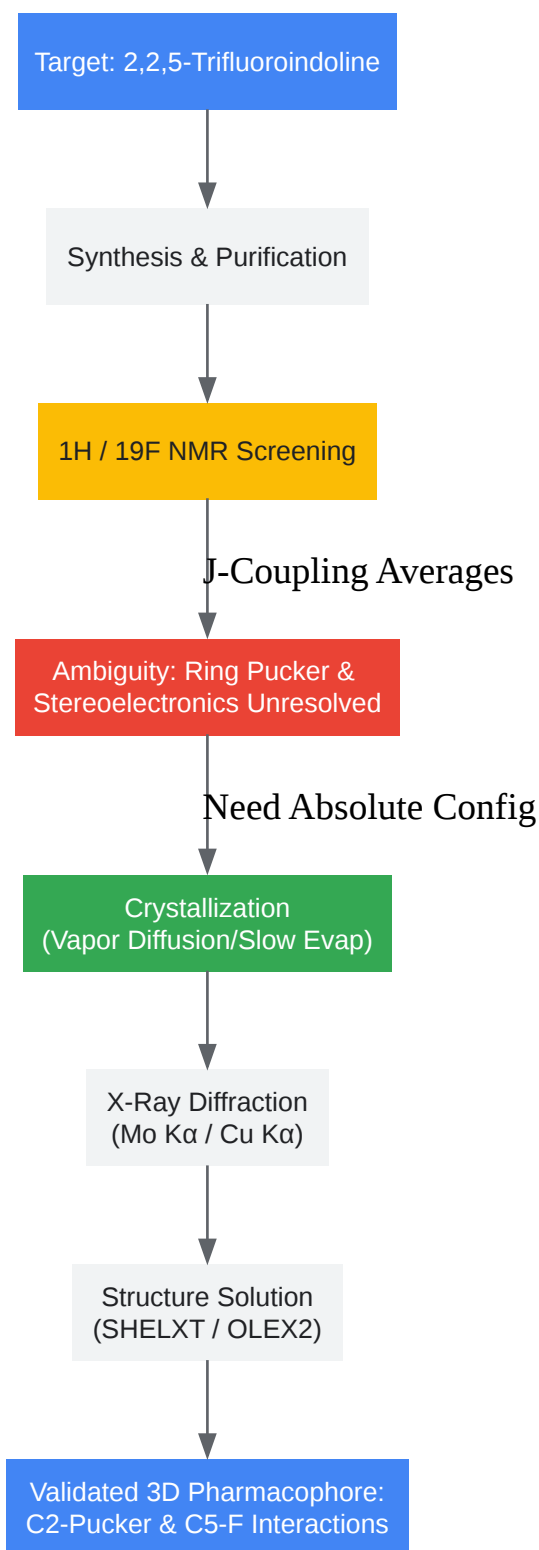 Target: 2,2,5-Trifluoroindoline
Synthesis & Purification
1H / 19F NMR Screening
J-Coupling Averages
Ambiguity: Ring Pucker &
Stereoelectronics Unresolved
Need Absolute Config
Crystallization
(Vapor Diffusion/Slow Evap)
X-Ray Diffraction
(Mo Kα / Cu Kα)
Structure Solution
(SHELXT / OLEX2)
Validated 3D Pharmacophore:
C2-Pucker & C5-F Interactions